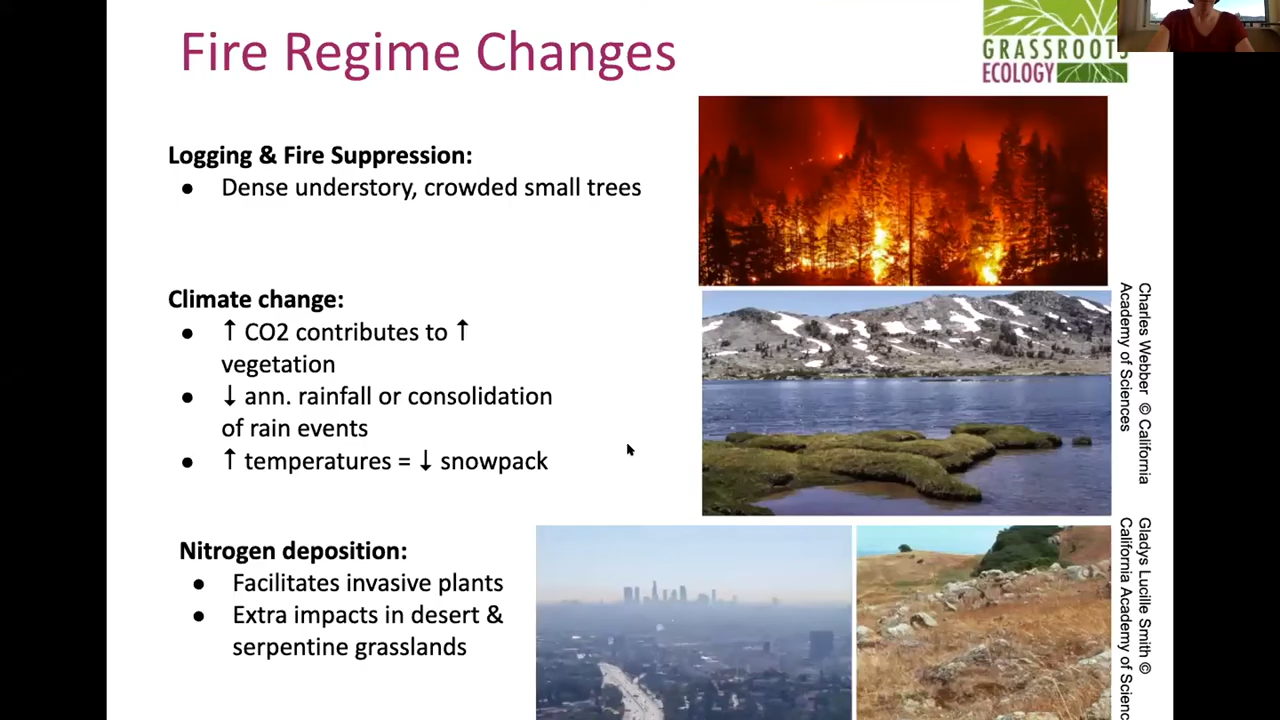 Fire Regime Changes
GRASSROOTS
ECOLOGY
Logging & Fire Suppression:
● Dense understory, crowded small trees
Climate change:
● ↑ CO2 contributes to ↑
vegetation
● ↓ ann. rainfall or consolidation
of rain events
● ↑ temperatures = ↓ snowpack
Charles Webber © California
Academy of Sciences
Nitrogen deposition:
● Facilitates invasive plants
● Extra impacts in desert &
serpentine grasslands
Gladys Lucille Smith ©
California Academy of Scienc